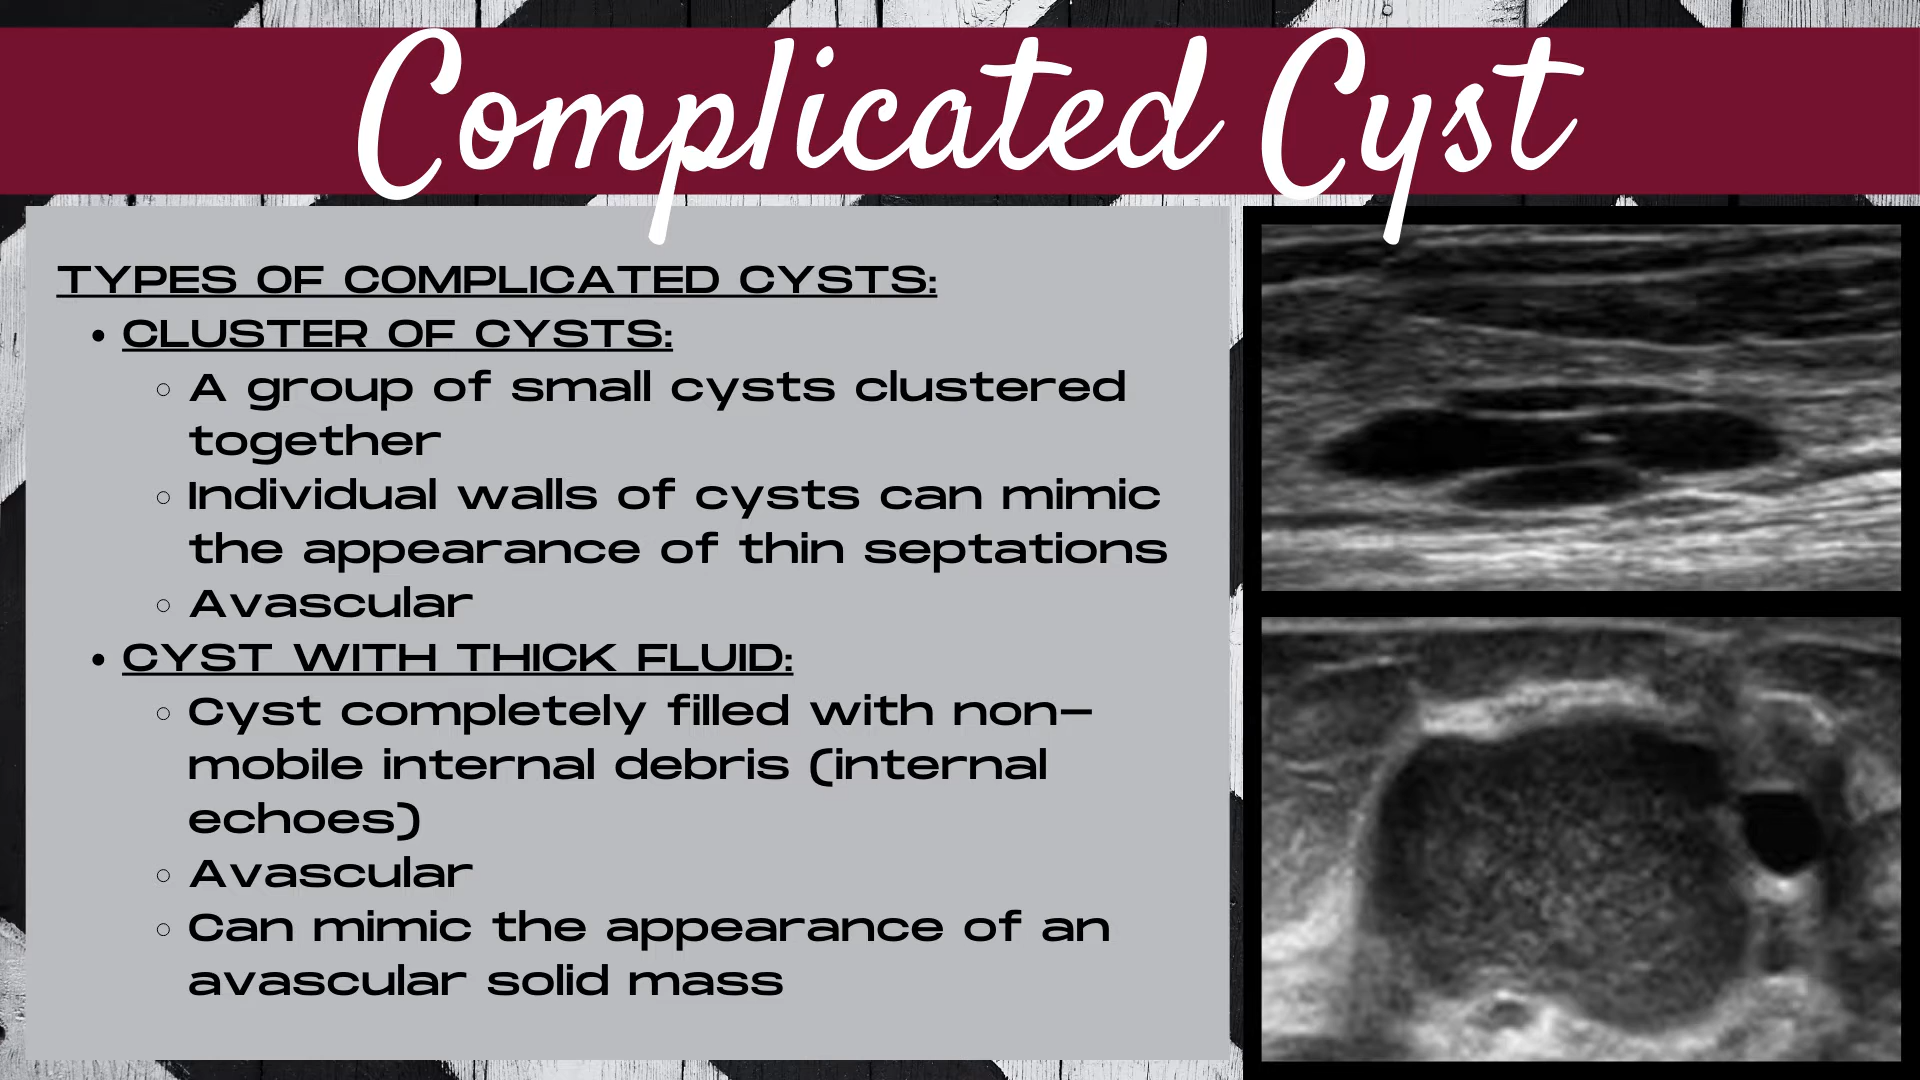 Complicated Cyst
TYPES OF COMPLICATED CYSTS:
• CLUSTER OF CYSTS:
◦ A group of small cysts clustered
together
◦ Individual walls of cysts can mimic
the appearance of thin septations
◦ Avascular
• CYST WITH THICK FLUID:
◦ Cyst completely filled with non-
mobile internal debris (internal
echoes)
◦ Avascular
◦ Can mimic the appearance of an
avascular solid mass